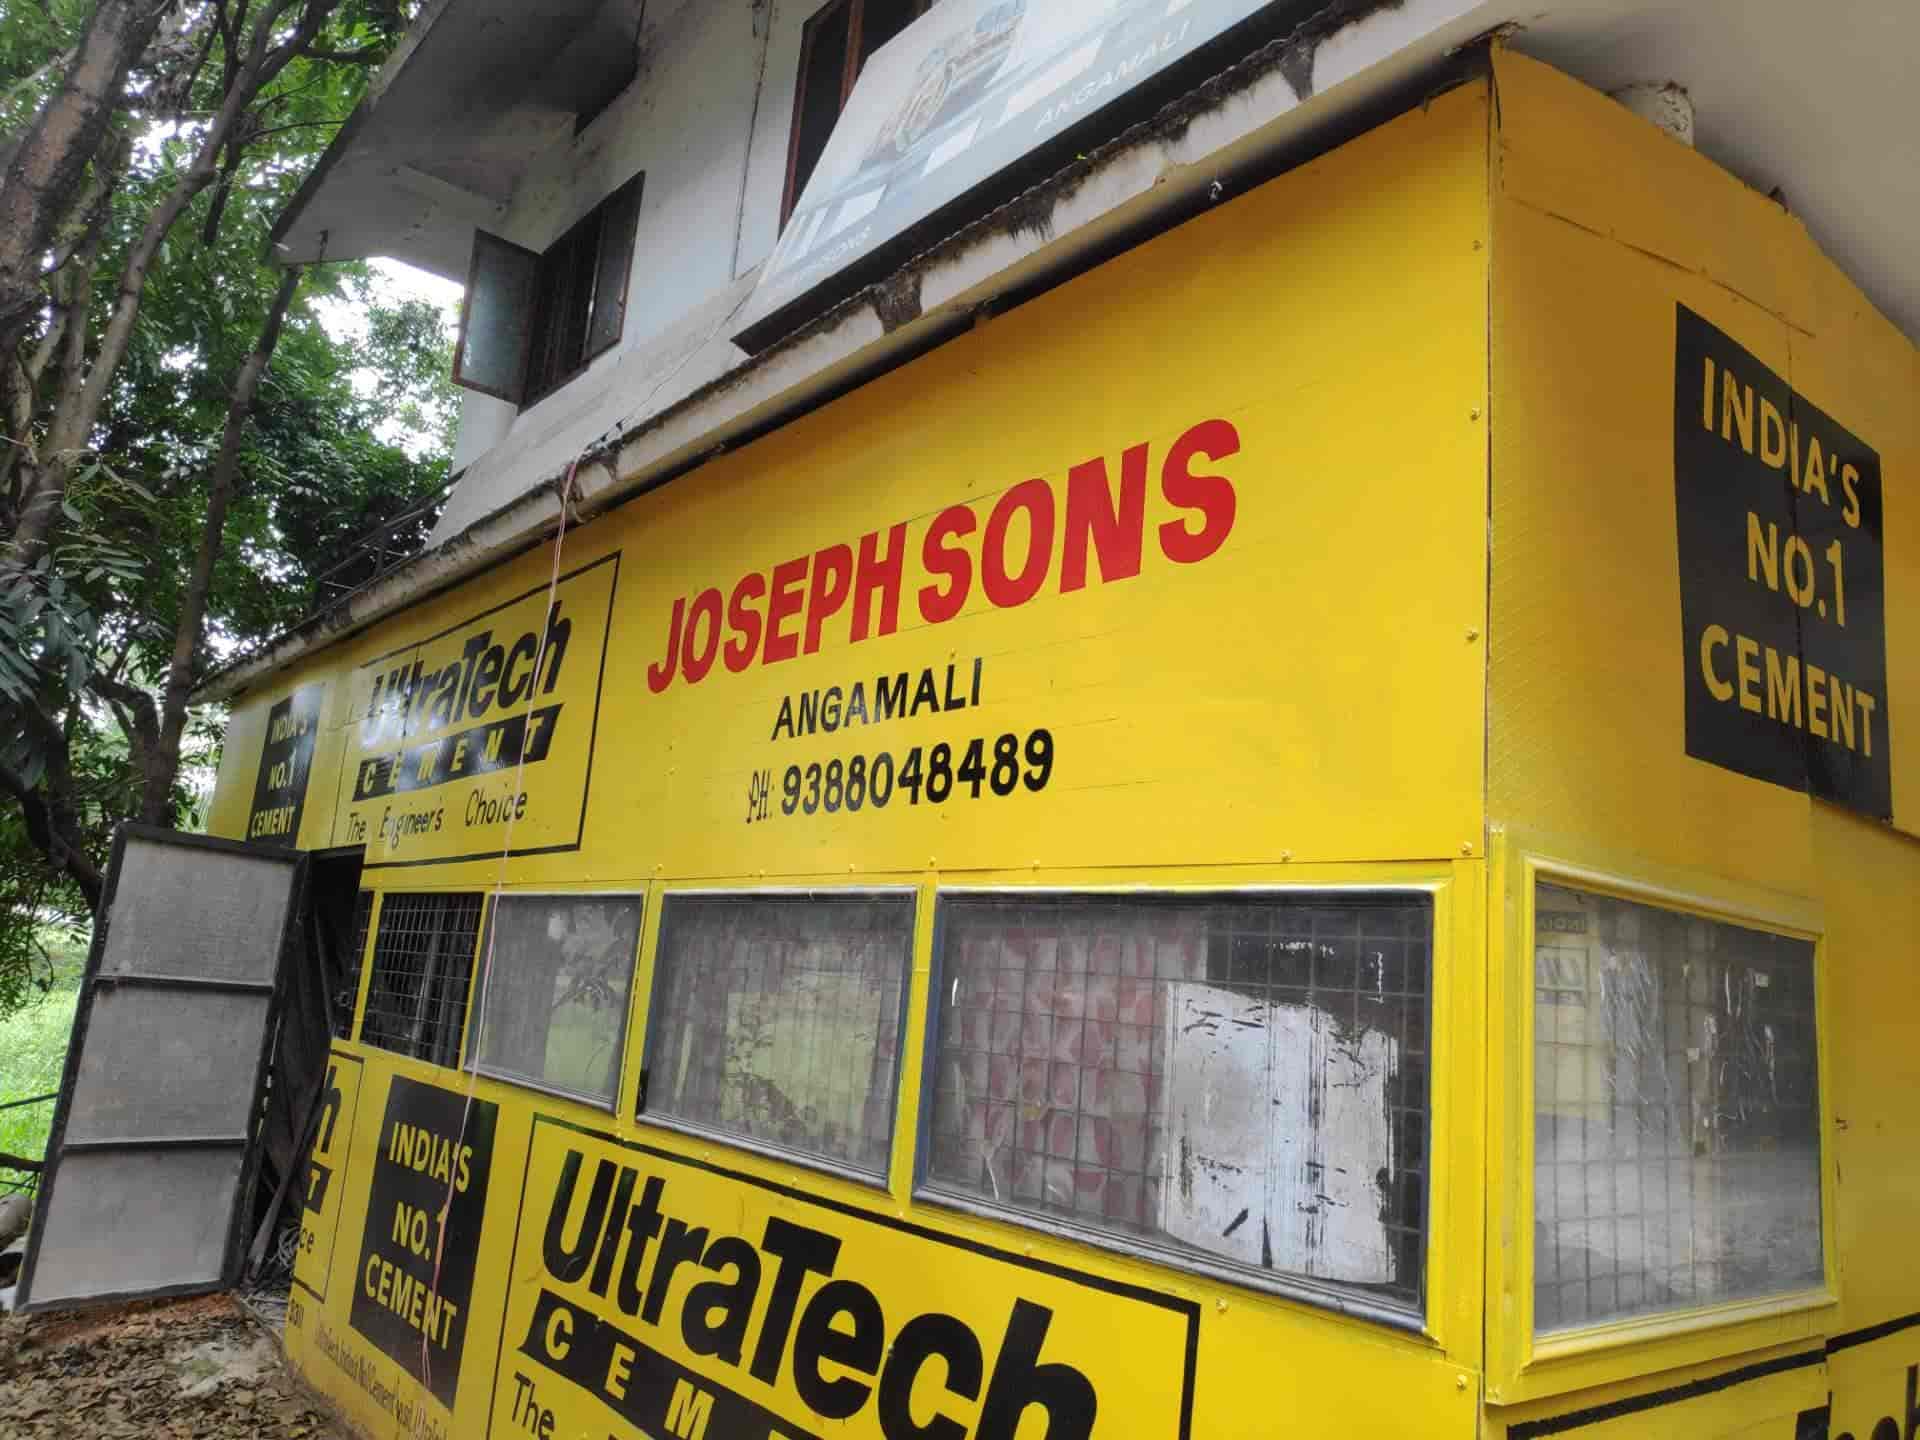 ANGAMALI
INDIA'S
NO.1
CEMENT
UltraTech
CEMENT
The Engineer's Choice
JOSEPH SONS
ANGAMALI
PH: 9388048489
INDIA'S
NO.1
CEMENT
INDIA'S
NO.1
CEMENT
UltraTech
CEM
The